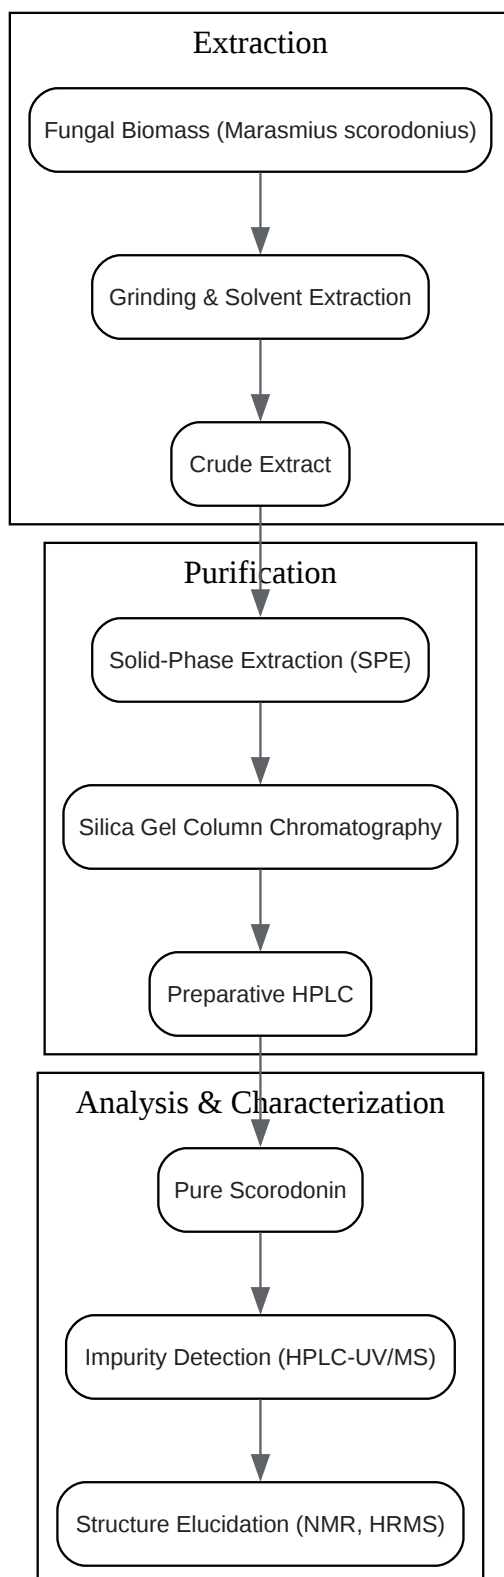 Extraction
Fungal Biomass (Marasmius scorodonius)
Grinding & Solvent Extraction
Crude Extract
Purification
Solid-Phase Extraction (SPE)
Silica Gel Column Chromatography
Preparative HPLC
Analysis & Characterization
Pure Scorodonin
Impurity Detection (HPLC-UV/MS)
Structure Elucidation (NMR, HRMS)